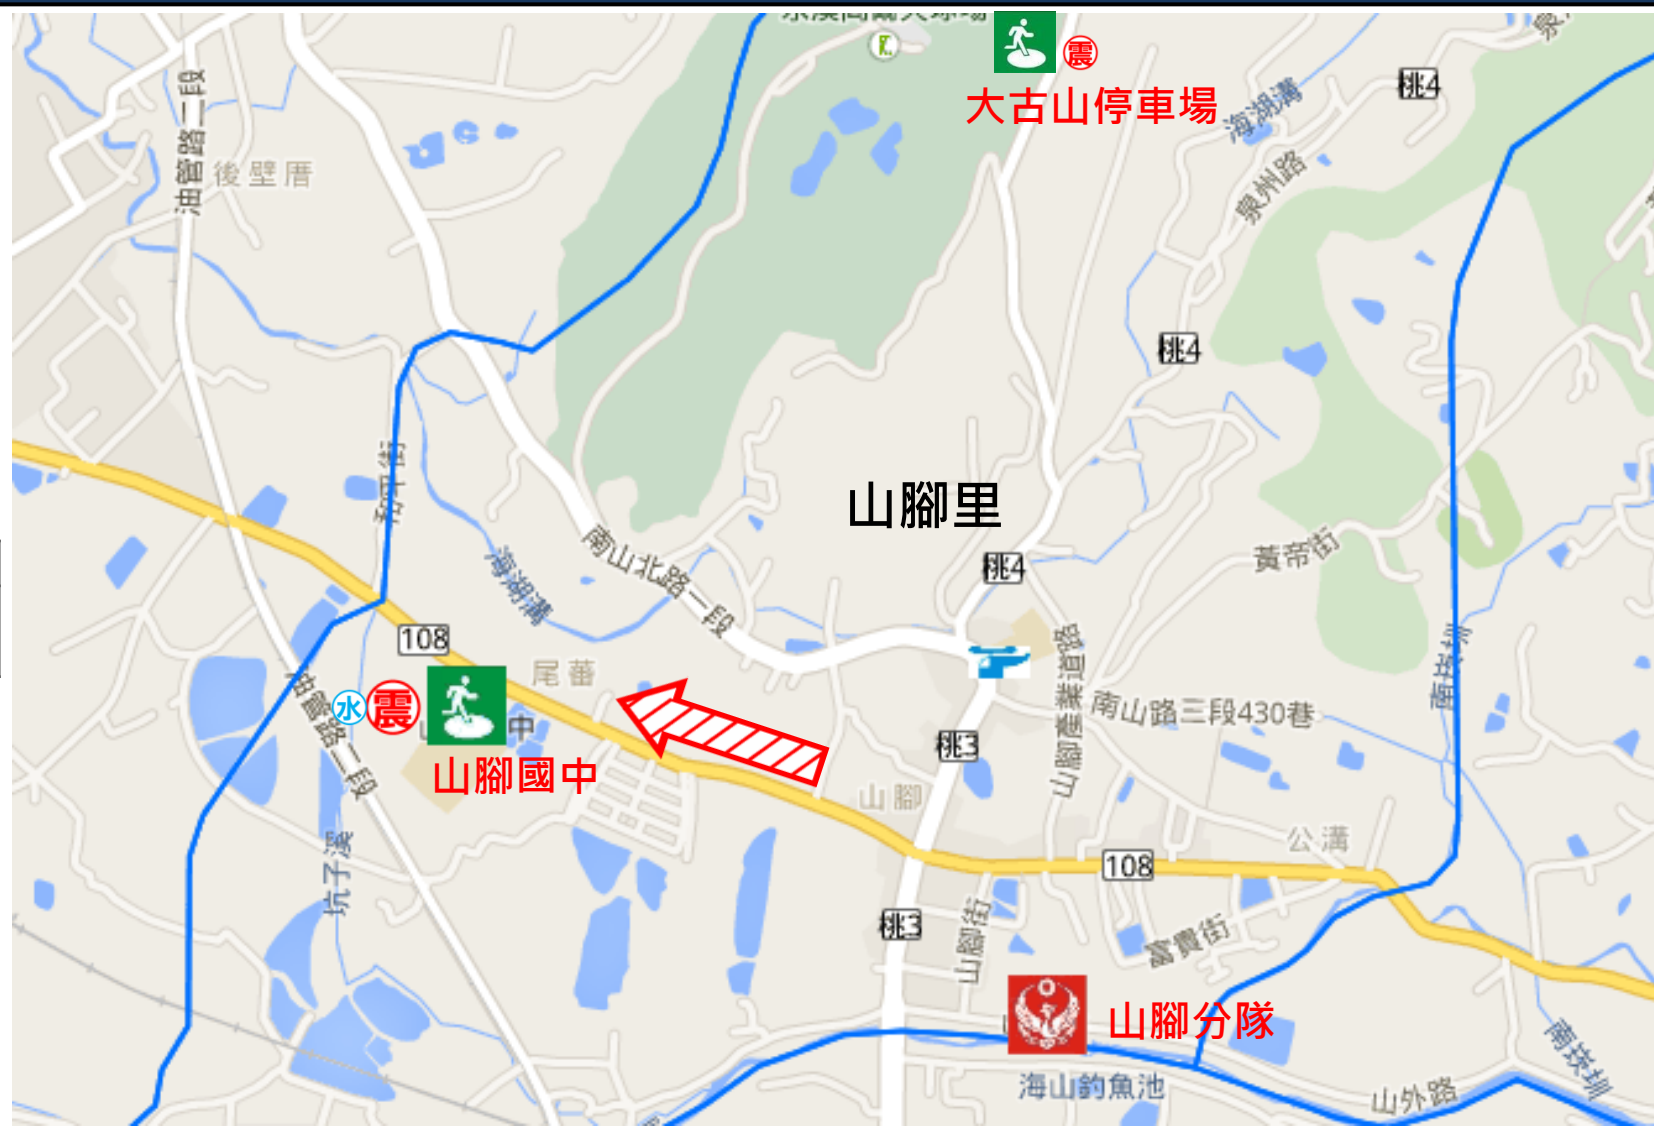 震
大古山停車場
桃4
海湖溝
泉州路
油管路二段
後壁厝
桃4
和平街
山腳里
南山北路一段
海湖溝
桃4
黃帝街
108
尾蕃
水
震
中
山腳國中
油管路二段
山腳產業道路
南山路三段430巷
桃3
山腳
公溝
108
坑子溪
桃3
山腳街
富貴街
山腳分隊
海山釣魚池
山外路
南崁圳